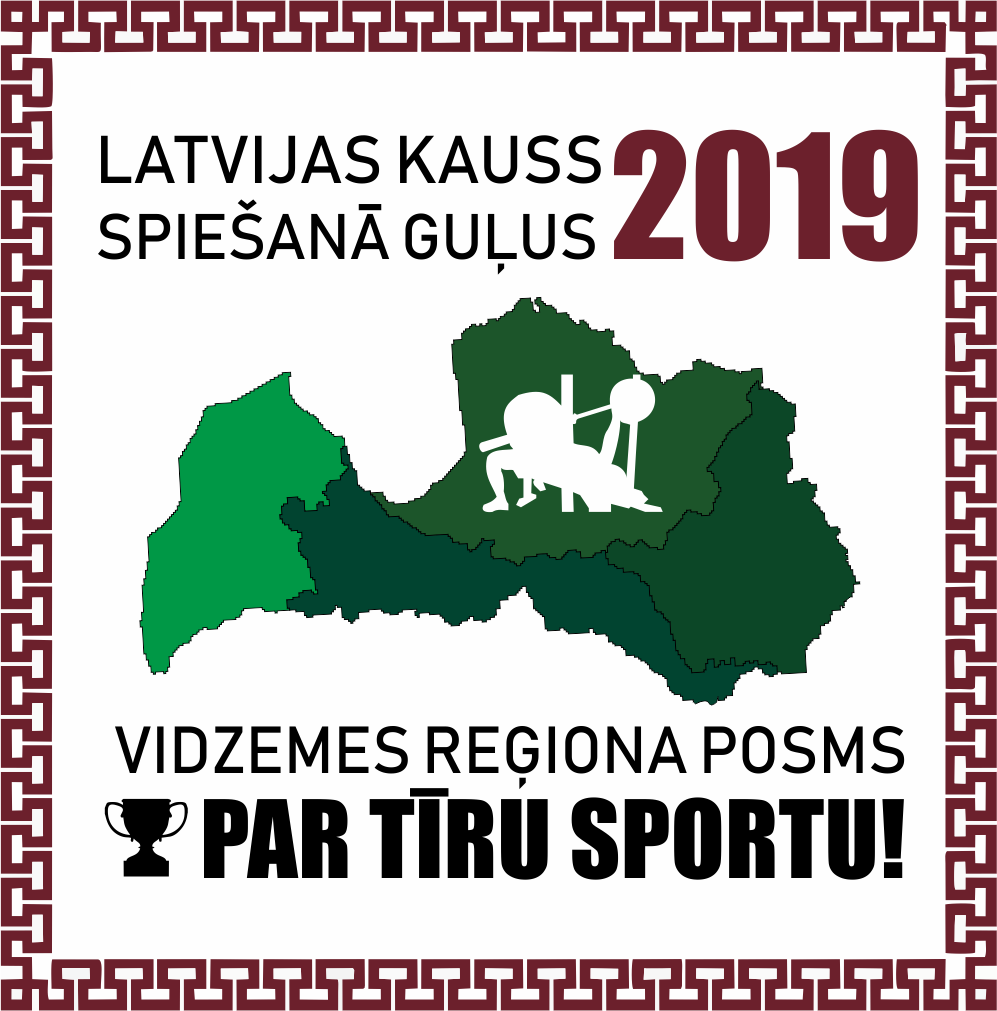 LATVIJAS KAUSS 2019
SPIEŠANĀ GUĻUS
VIDZEMES REĢIONA POSMS
PAR TĪRU SPORTU!